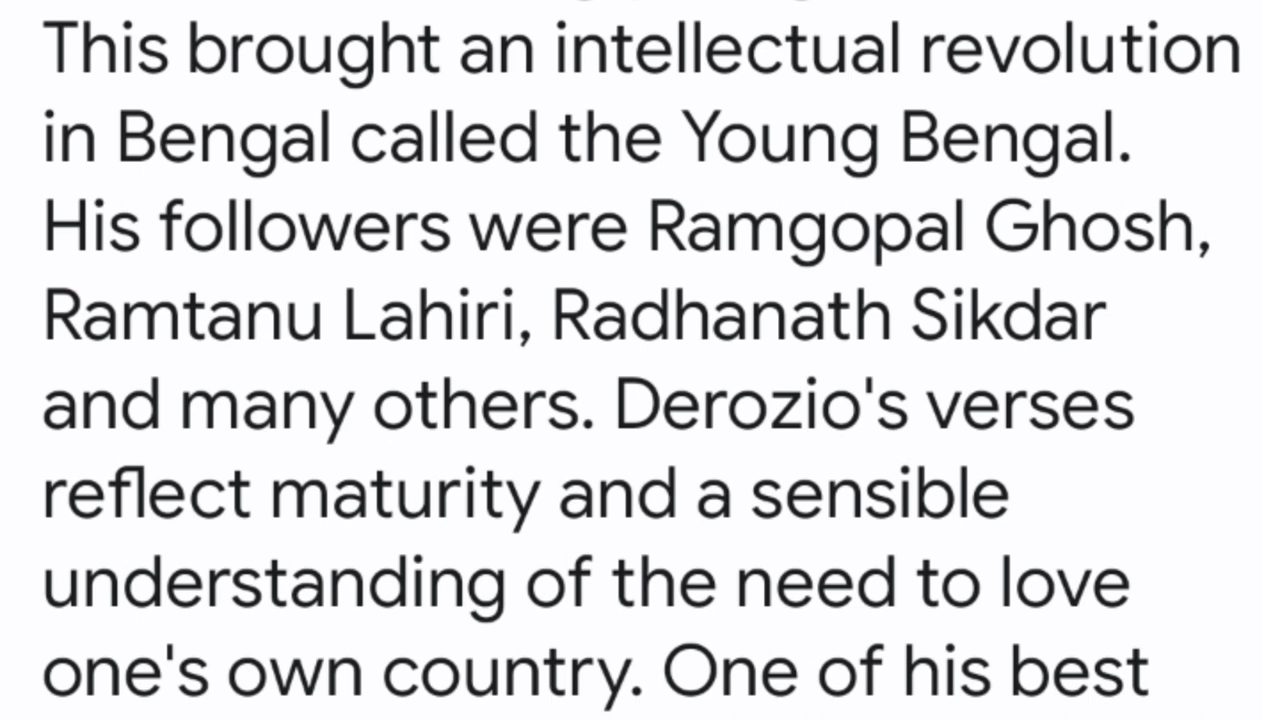 This brought an intellectual revolution
in Bengal called the Young Bengal.
His followers were Ramgopal Ghosh,
Ramtanu Lahiri, Radhanath Sikdar
and many others. Derozio's verses
reflect maturity and a sensible
understanding of the need to love
one's own country. One of his best